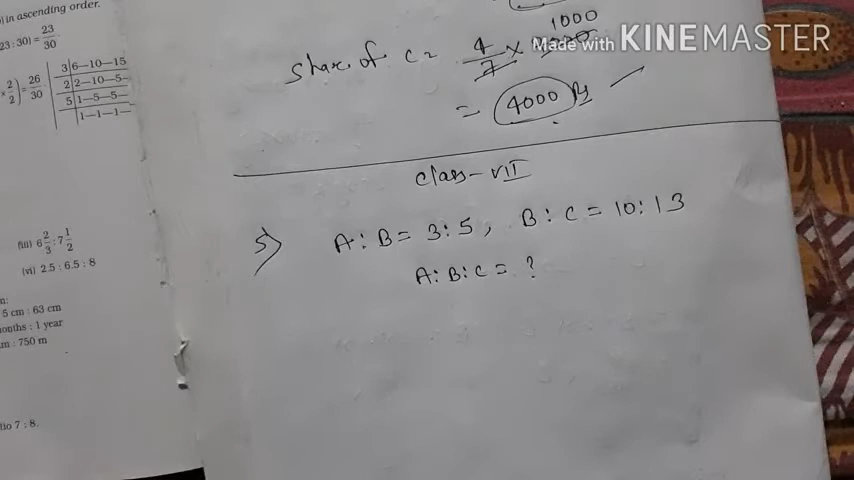 ) in ascending order.
23 : 30) = 23/30
× 2/2) = 26/30
3 | 6—10—15
2 | 2—10—5—
5 | 1—5—5—
1—1—1—
(iii) 6 2/3 : 7 1/2
(vi) 2.5 : 6.5 : 8
m:
5 cm : 63 cm
onths : 1 year
m : 750 m
tio 7 : 8.
1000
Share of C = 4/7 ×
= 4000 Rs
Made with KINEMASTER
Class - VII
5) A : B = 3 : 5 , B : C = 10 : 13
A : B : C = ?